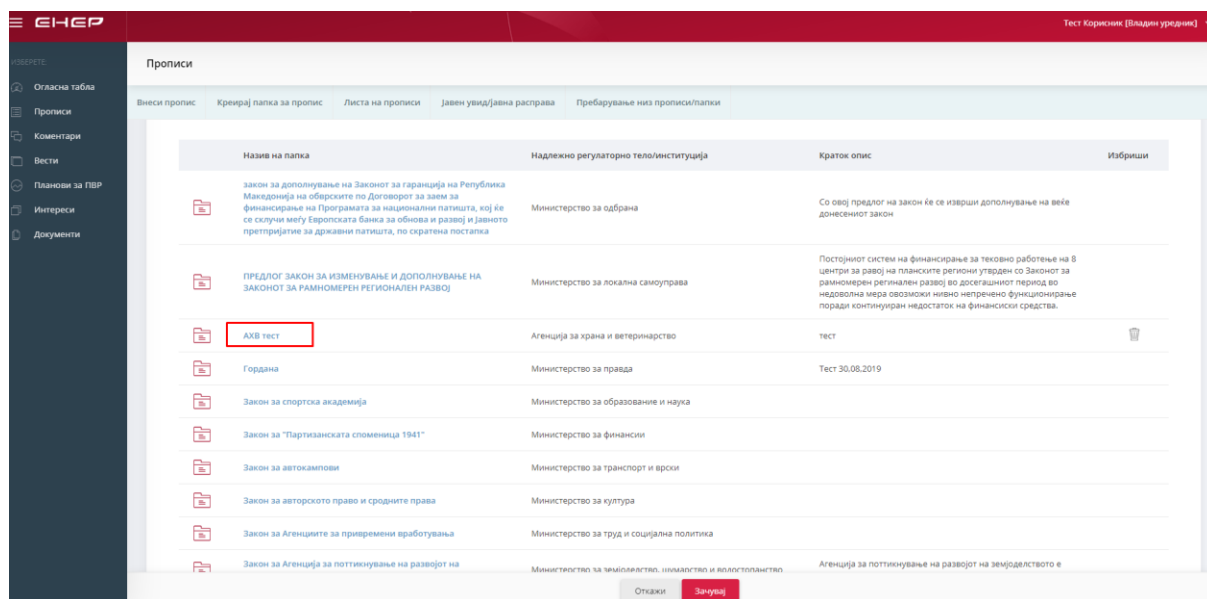 ЕНЕР
Тест Корисник [Владин уредник]
ИЗБЕРЕТЕ:
Огласна табла
Прописи
Коментари
Вести
Планови за ПВР
Интереси
Документи
Прописи
Внеси пропис Креирај папка за пропис Листа на прописи Јавен увид/јавна расправа Пребарување низ прописи/папки
Назив на папка Надлежно регулаторно тело/институција Краток опис Избриши
закон за дополнување на Законот за гаранција на Република
Македонија на обврските по Договорот за заем за
финансирање на Програмата за национални патишта, кој ќе
се склучи меѓу Европската банка за обнова и развој и Јавното
претпријатие за државни патишта, по скратена постапка
Министерство за одбрана
Со овој предлог на закон ќе се изврши дополнување на веќе
донесениот закон
ПРЕДЛОГ ЗАКОН ЗА ИЗМЕНУВАЊЕ И ДОПОЛНУВАЊЕ НА
ЗАКОНОТ ЗА РАМНОМЕРЕН РЕГИОНАЛЕН РАЗВОЈ
Министерство за локална самоуправа
Постојниот систем на финансирање за тековно работење на 8
центри за равој на планските региони утврден со Законот за
рамномерен регинален развој во досегашниот период во
недоволна мера овозможи нивно непречено функционирање
поради континуиран недостаток на финансиски средства.
АХВ тест Агенција за храна и ветеринарство тест
Гордана Министерство за правда Тест 30.08.2019
Закон за спортска академија Министерство за образование и наука
Закон за "Партизанската споменица 1941" Министерство за финансии
Закон за автокампови Министерство за транспорт и врски
Закон за авторското право и сродните права Министерство за култура
Закон за Агенциите за привремени вработувања Министерство за труд и социјална политика
Закон за Агенција за поттикнување на развојот на Министерство за земјоделство, шумарство и водостопанство Агенција за поттикнување на развојот на земјоделството е
Откажи Зачувај